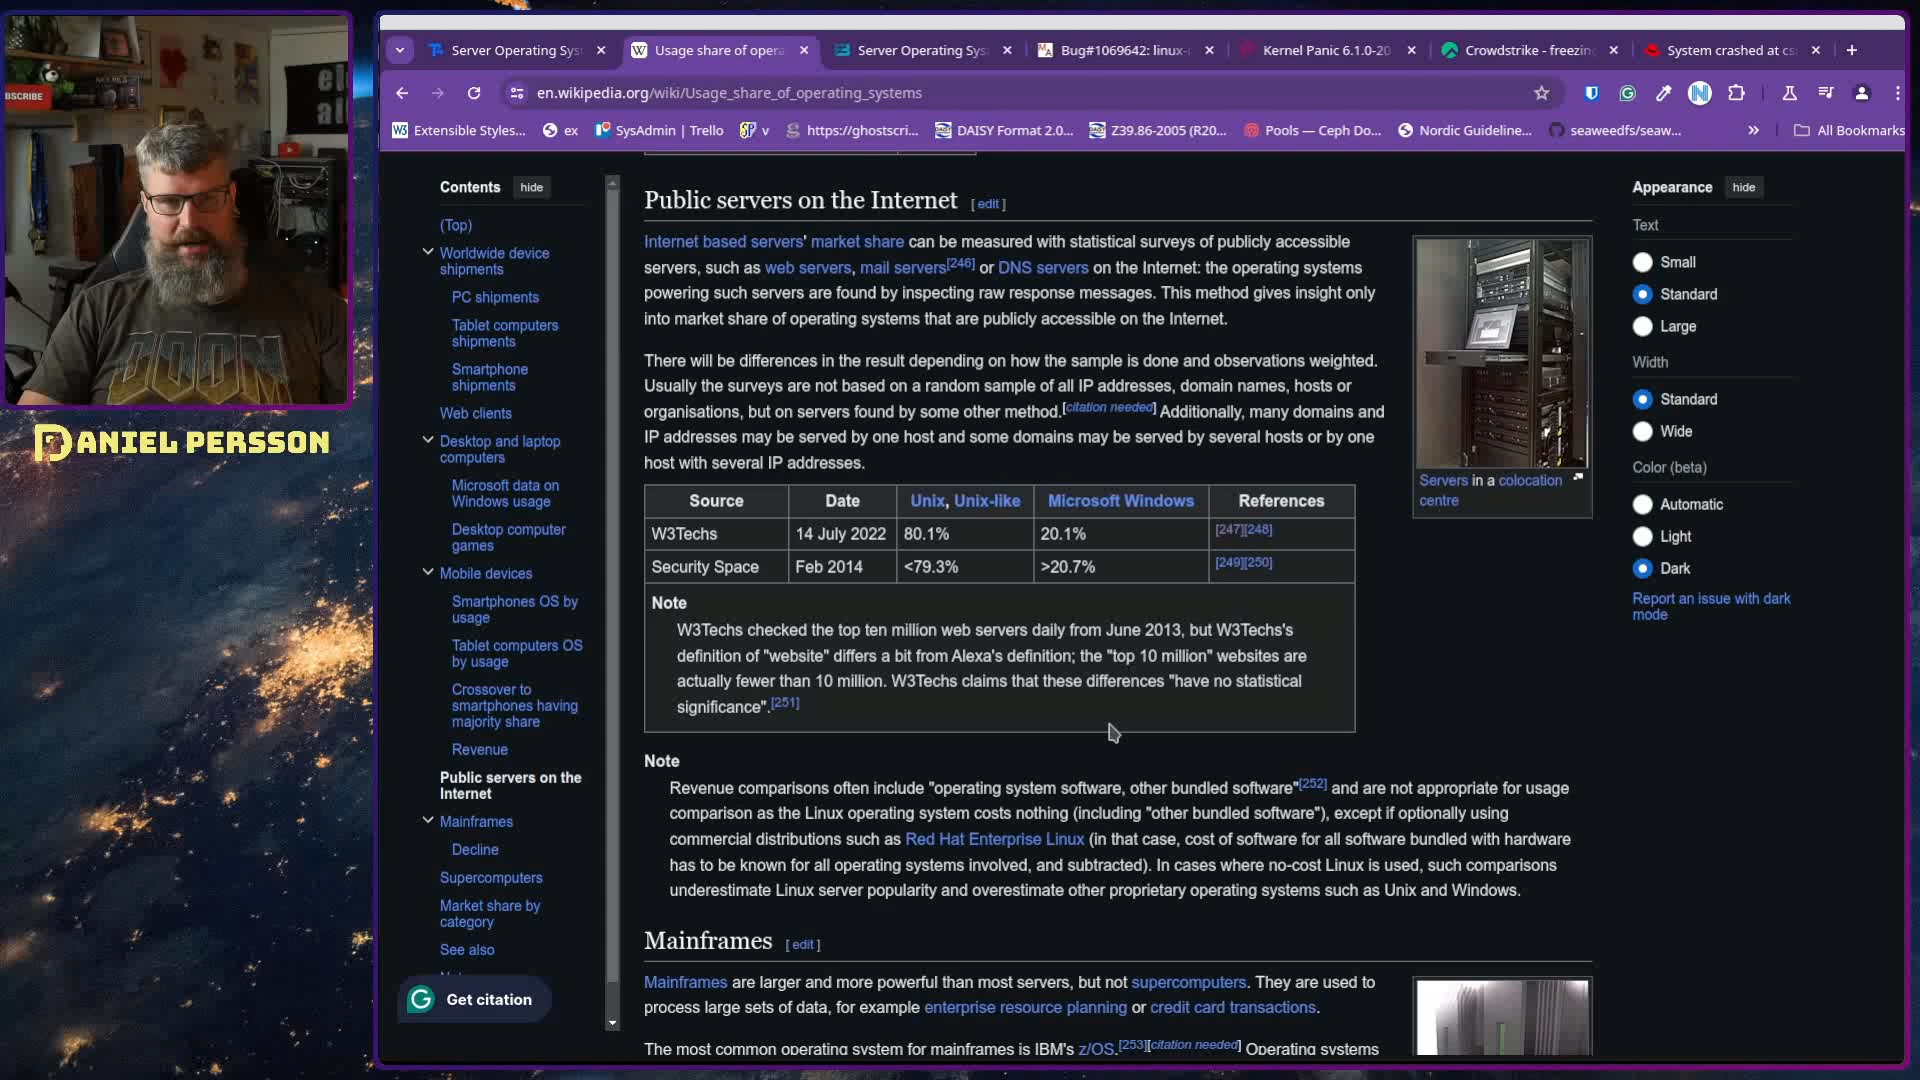 Server Operating Sys
Usage share of opera
Server Operating Sys
Bug#1069642: linux-
Kernel Panic 6.1.0-20
Crowdstrike - freezin
System crashed at cs
en.wikipedia.org/wiki/Usage_share_of_operating_systems
Extensible Styles...
ex
SysAdmin | Trello
v
https://ghostscri...
DAISY Format 2.0...
Z39.86-2005 (R20...
Pools — Ceph Do...
Nordic Guideline...
seaweedfs/seaw...
All Bookmarks
BSCRIBE
DOOM
DANIEL PERSSON
Contents hide
(Top)
Worldwide device
shipments
PC shipments
Tablet computers
shipments
Smartphone
shipments
Web clients
Desktop and laptop
computers
Microsoft data on
Windows usage
Desktop computer
games
Mobile devices
Smartphones OS by
usage
Tablet computers OS
by usage
Crossover to
smartphones having
majority share
Revenue
Public servers on the
Internet
Mainframes
Decline
Supercomputers
Market share by
category
See also
Get citation
Public servers on the Internet [ edit ]
Internet based servers' market share can be measured with statistical surveys of publicly accessible
servers, such as web servers, mail servers[246] or DNS servers on the Internet: the operating systems
powering such servers are found by inspecting raw response messages. This method gives insight only
into market share of operating systems that are publicly accessible on the Internet.
There will be differences in the result depending on how the sample is done and observations weighted.
Usually the surveys are not based on a random sample of all IP addresses, domain names, hosts or
organisations, but on servers found by some other method.[citation needed] Additionally, many domains and
IP addresses may be served by one host and some domains may be served by several hosts or by one
host with several IP addresses.
Source Date Unix, Unix-like Microsoft Windows References
W3Techs 14 July 2022 80.1% 20.1% [247][248]
Security Space Feb 2014 <79.3% >20.7% [249][250]
Note
W3Techs checked the top ten million web servers daily from June 2013, but W3Techs's
definition of "website" differs a bit from Alexa's definition; the "top 10 million" websites are
actually fewer than 10 million. W3Techs claims that these differences "have no statistical
significance".[251]
Note
Revenue comparisons often include "operating system software, other bundled software"[252] and are not appropriate for usage
comparison as the Linux operating system costs nothing (including "other bundled software"), except if optionally using
commercial distributions such as Red Hat Enterprise Linux (in that case, cost of software for all software bundled with hardware
has to be known for all operating systems involved, and subtracted). In cases where no-cost Linux is used, such comparisons
underestimate Linux server popularity and overestimate other proprietary operating systems such as Unix and Windows.
Mainframes [ edit ]
Mainframes are larger and more powerful than most servers, but not supercomputers. They are used to
process large sets of data, for example enterprise resource planning or credit card transactions.
The most common operating system for mainframes is IBM's z/OS.[253][citation needed] Operating systems
Servers in a colocation
centre
Appearance hide
Text
Small
Standard
Large
Width
Standard
Wide
Color (beta)
Automatic
Light
Dark
Report an issue with dark
mode